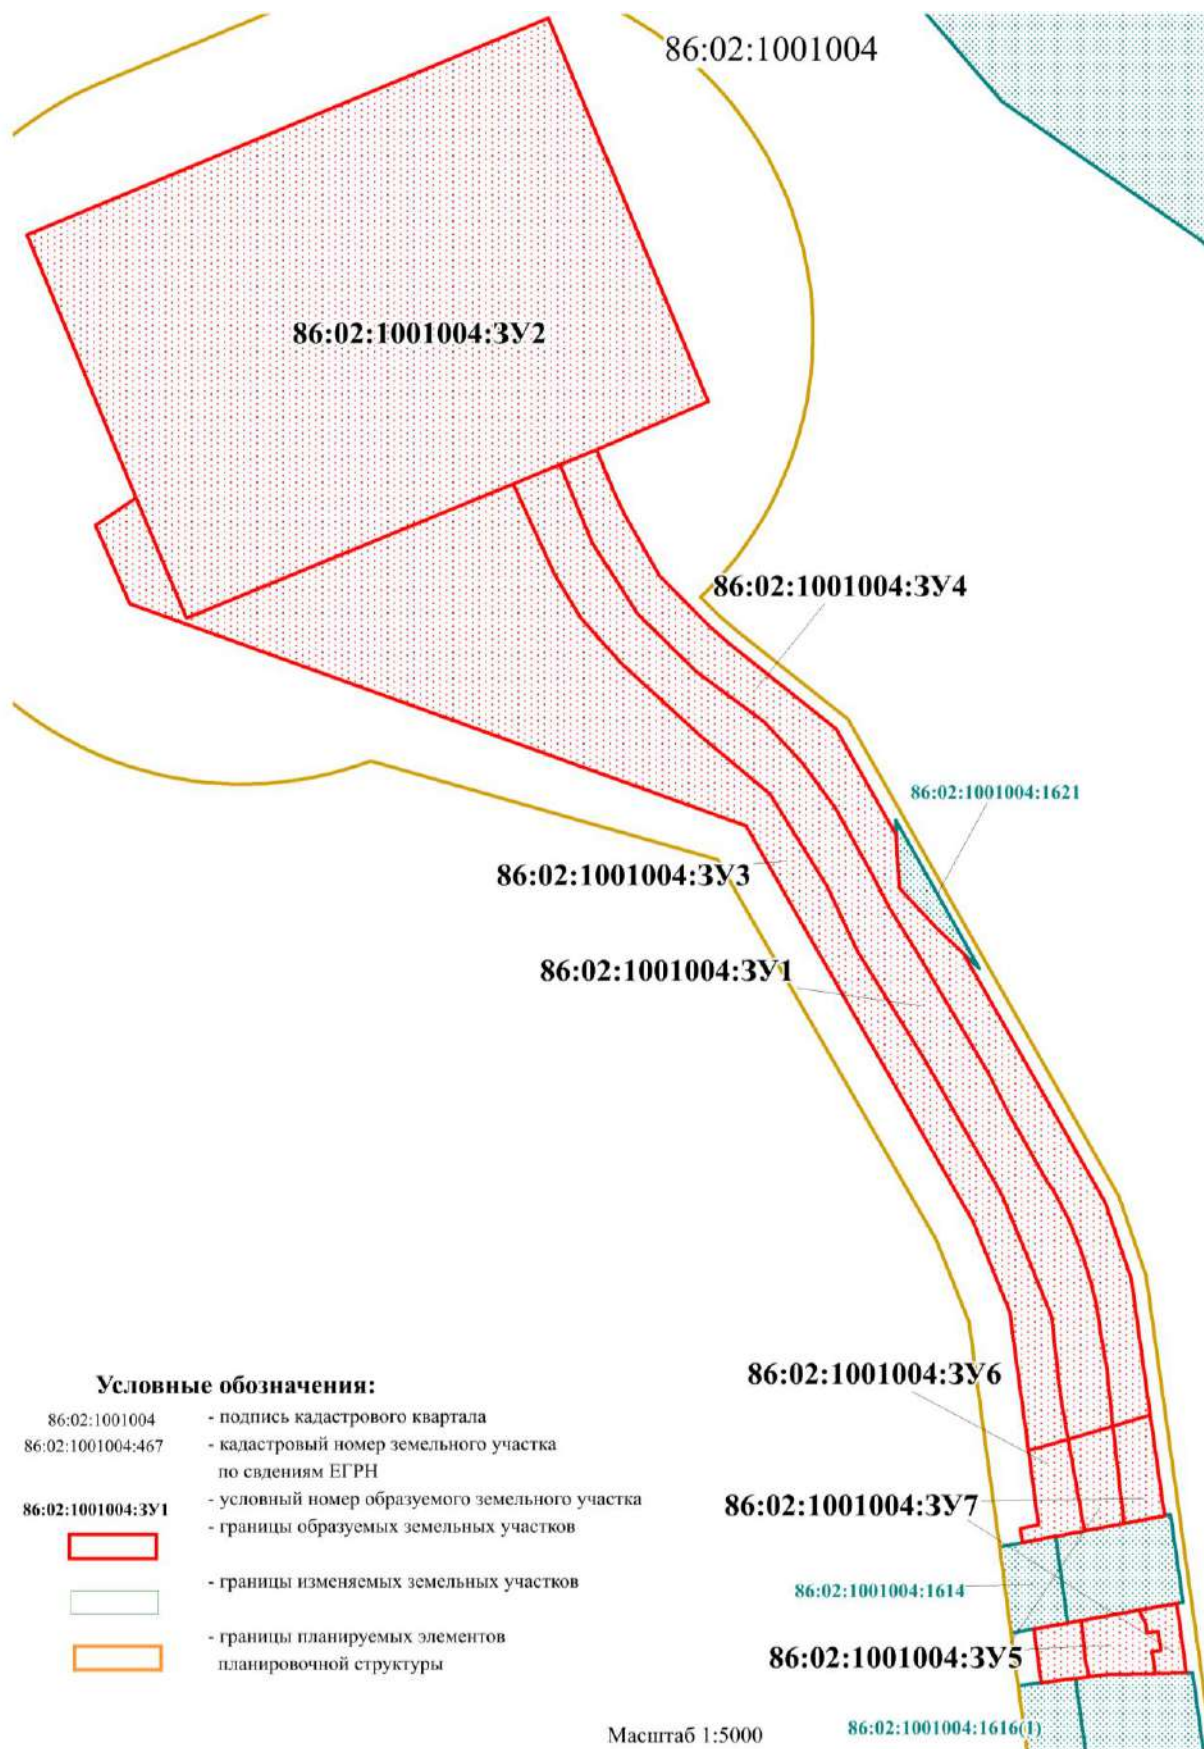 86:02:1001004
86:02:1001004:ЗУ2
86:02:1001004:ЗУ4
86:02:1001004:1621
86:02:1001004:ЗУ3
86:02:1001004:ЗУ1
86:02:1001004:ЗУ6
86:02:1001004:ЗУ7
86:02:1001004:1614
86:02:1001004:ЗУ5
86:02:1001004:1616(1)
Условные обозначения:
86:02:1001004 - подпись кадастрового квартала
86:02:1001004:467 - кадастровый номер земельного участка
по свдениям ЕГРН
86:02:1001004:ЗУ1 - условный номер образуемого земельного участка
- границы образуемых земельных участков
- границы изменяемых земельных участков
- границы планируемых элементов
планировочной структуры
Масштаб 1:5000